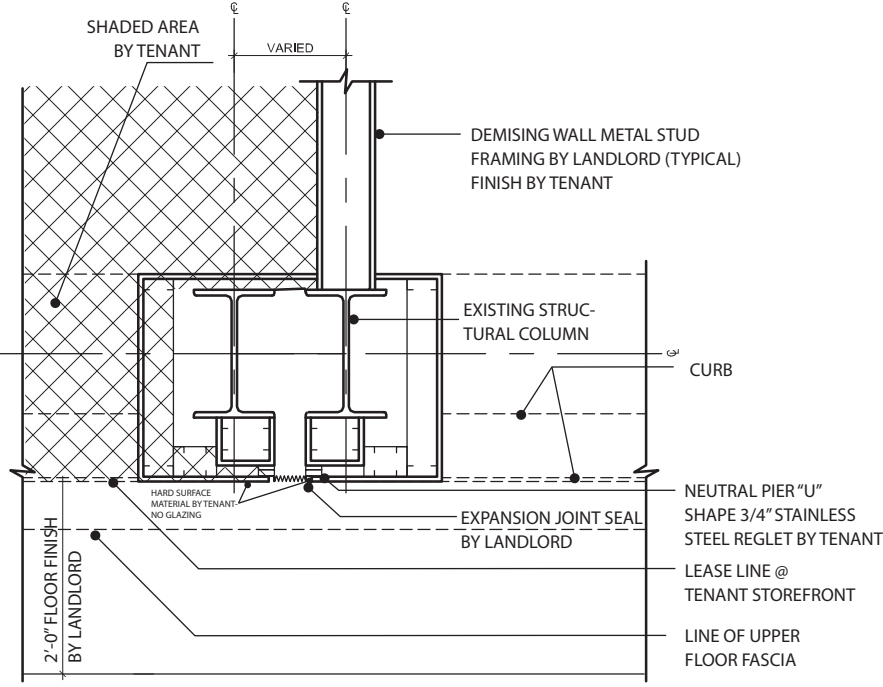 ℄
℄
SHADED AREA
BY TENANT
VARIED
DEMISING WALL METAL STUD
FRAMING BY LANDLORD (TYPICAL)
FINISH BY TENANT
EXISTING STRUC-
TURAL COLUMN
℄
CURB
HARD SURFACE
MATERIAL BY TENANT-
NO GLAZING
EXPANSION JOINT SEAL
BY LANDLORD
NEUTRAL PIER "U"
SHAPE 3/4" STAINLESS
STEEL REGLET BY TENANT
LEASE LINE @
TENANT STOREFRONT
LINE OF UPPER
FLOOR FASCIA
2'-0" FLOOR FINISH
BY LANDLORD